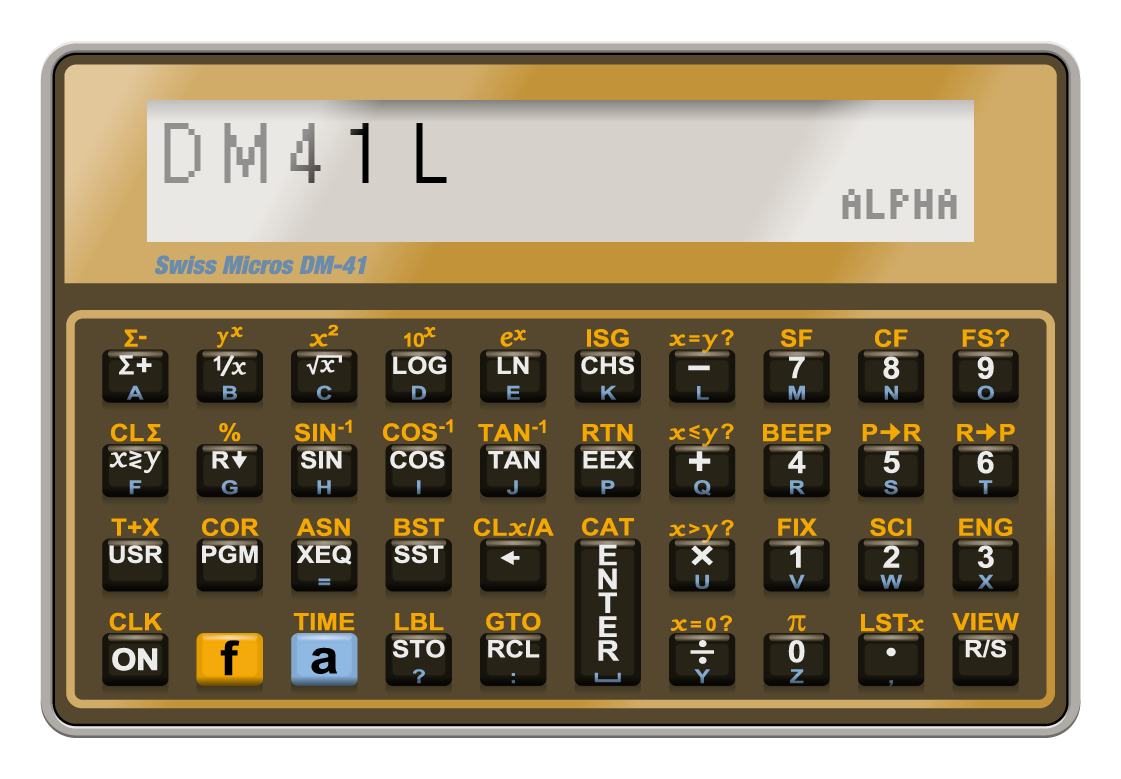 DM41L
ALPHA
Swiss Micros DM-41
Σ- yˣ x² 10ˣ eˣ ISG x=y? SF CF FS?
Σ+ 1/x √x LOG LN CHS − 7 8 9
A B C D E K L M N O
CLΣ % SIN⁻¹ COS⁻¹ TAN⁻¹ RTN x≤y? BEEP P→R R→P
x≷y R↓ SIN COS TAN EEX + 4 5 6
F G H I J P Q R S T
T+X COR ASN BST CLx/A CAT x>y? FIX SCI ENG
USR PGM XEQ SST ← ENTER × 1 2 3
= U V W X
CLK TIME LBL GTO x=0? π LSTx VIEW
ON f a STO RCL ÷ 0 • R/S
? : ⌴ Y Z ,